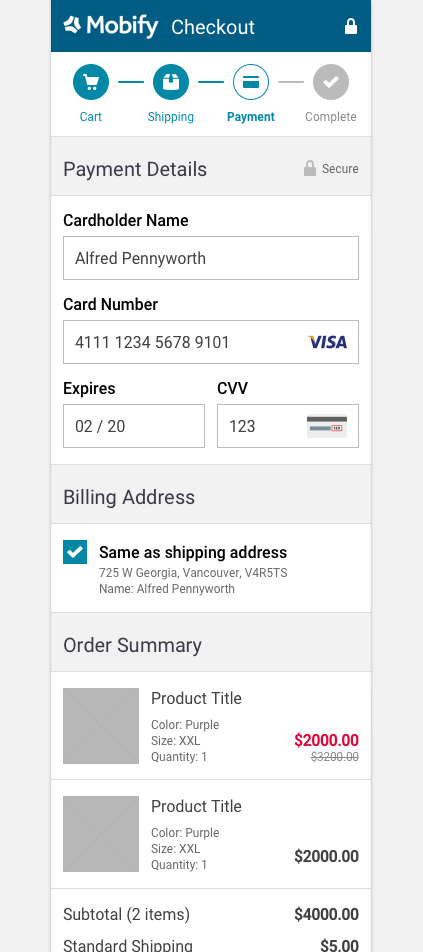 Mobify Checkout
Cart Shipping Payment Complete
Payment Details Secure
Cardholder Name
Alfred Pennyworth
Card Number
4111 1234 5678 9101 VISA
Expires CVV
02 / 20 123
Billing Address
Same as shipping address
725 W Georgia, Vancouver, V4R5TS
Name: Alfred Pennyworth
Order Summary
Product Title
Color: Purple
Size: XXL $2000.00
Quantity: 1 $3200.00
Product Title
Color: Purple
Size: XXL
Quantity: 1 $2000.00
Subtotal (2 items) $4000.00
Standard Shipping $5.00